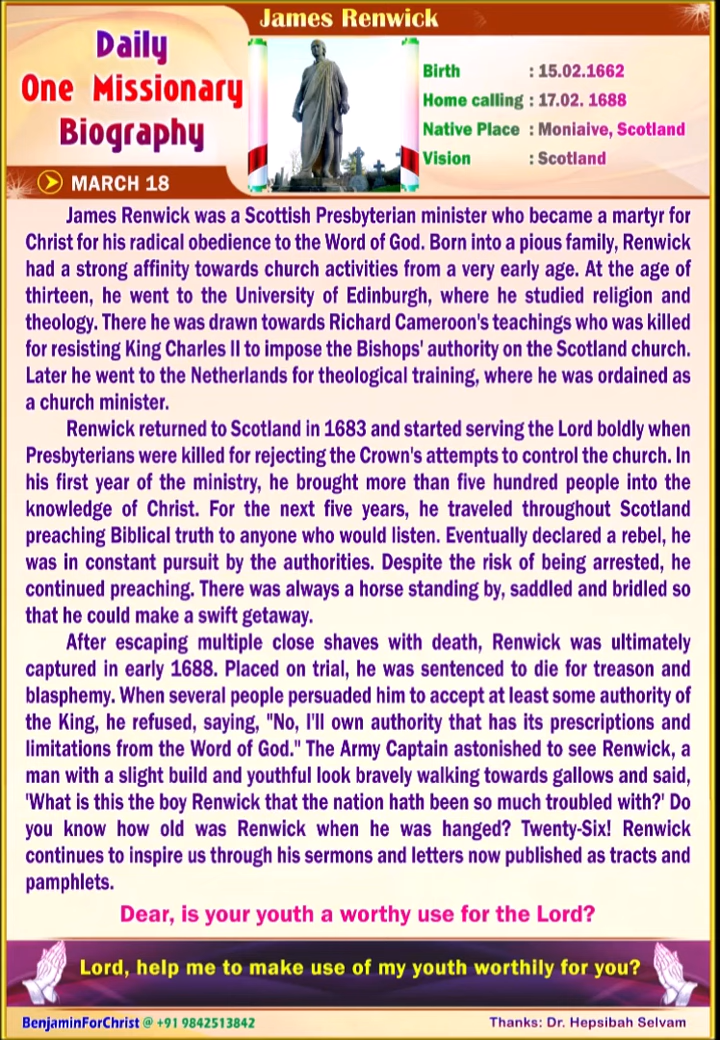 James Renwick
Daily
One Missionary
Biography
MARCH 18
Birth : 15.02.1662
Home calling : 17.02. 1688
Native Place : Moniaive, Scotland
Vision : Scotland
James Renwick was a Scottish Presbyterian minister who became a martyr for
Christ for his radical obedience to the Word of God. Born into a pious family, Renwick
had a strong affinity towards church activities from a very early age. At the age of
thirteen, he went to the University of Edinburgh, where he studied religion and
theology. There he was drawn towards Richard Cameroon's teachings who was killed
for resisting King Charles II to impose the Bishops' authority on the Scotland church.
Later he went to the Netherlands for theological training, where he was ordained as
a church minister.
Renwick returned to Scotland in 1683 and started serving the Lord boldly when
Presbyterians were killed for rejecting the Crown's attempts to control the church. In
his first year of the ministry, he brought more than five hundred people into the
knowledge of Christ. For the next five years, he traveled throughout Scotland
preaching Biblical truth to anyone who would listen. Eventually declared a rebel, he
was in constant pursuit by the authorities. Despite the risk of being arrested, he
continued preaching. There was always a horse standing by, saddled and bridled so
that he could make a swift getaway.
After escaping multiple close shaves with death, Renwick was ultimately
captured in early 1688. Placed on trial, he was sentenced to die for treason and
blasphemy. When several people persuaded him to accept at least some authority of
the King, he refused, saying, "No, I'll own authority that has its prescriptions and
limitations from the Word of God." The Army Captain astonished to see Renwick, a
man with a slight build and youthful look bravely walking towards gallows and said,
'What is this the boy Renwick that the nation hath been so much troubled with?' Do
you know how old was Renwick when he was hanged? Twenty-Six! Renwick
continues to inspire us through his sermons and letters now published as tracts and
pamphlets.
Dear, is your youth a worthy use for the Lord?
Lord, help me to make use of my youth worthily for you?
BenjaminForChrist @ +91 9842513842
Thanks: Dr. Hepsibah Selvam